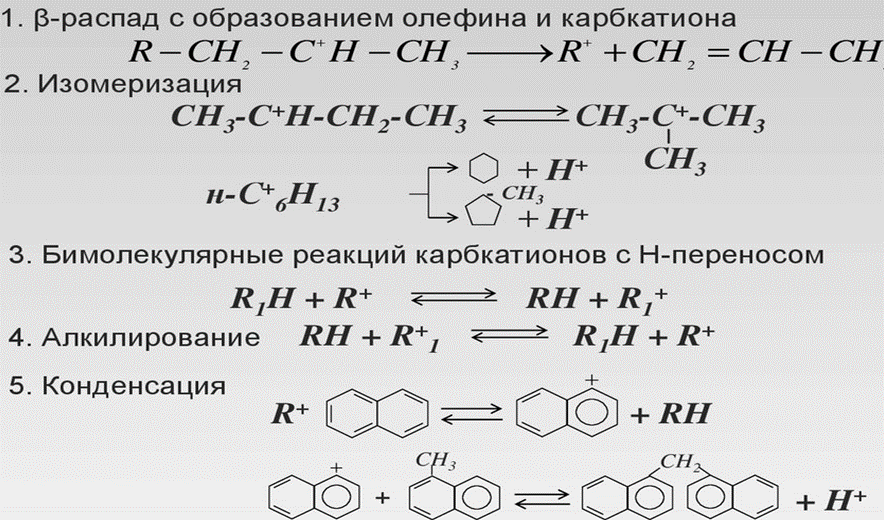 1. β-распад с образованием олефина и карбкатиона
R – CH₂ – C⁺H – CH₃ ⟶ R⁺ + CH₂ = CH – CH
2. Изомеризация
CH₃-C⁺H-CH₂-CH₃ ⇄ CH₃-C⁺-CH₃
CH₃
+ H⁺
н-C⁺₆H₁₃
CH₃
+ H⁺
3. Бимолекулярные реакций карбкатионов с Н-переносом
R₁H + R⁺ ⇄ RH + R₁⁺
4. Алкилирование RH + R⁺₁ ⇄ R₁H + R⁺
5. Конденсация
R⁺ ⇄ + + RH
+ + CH₃ ⇄ CH₂ + H⁺